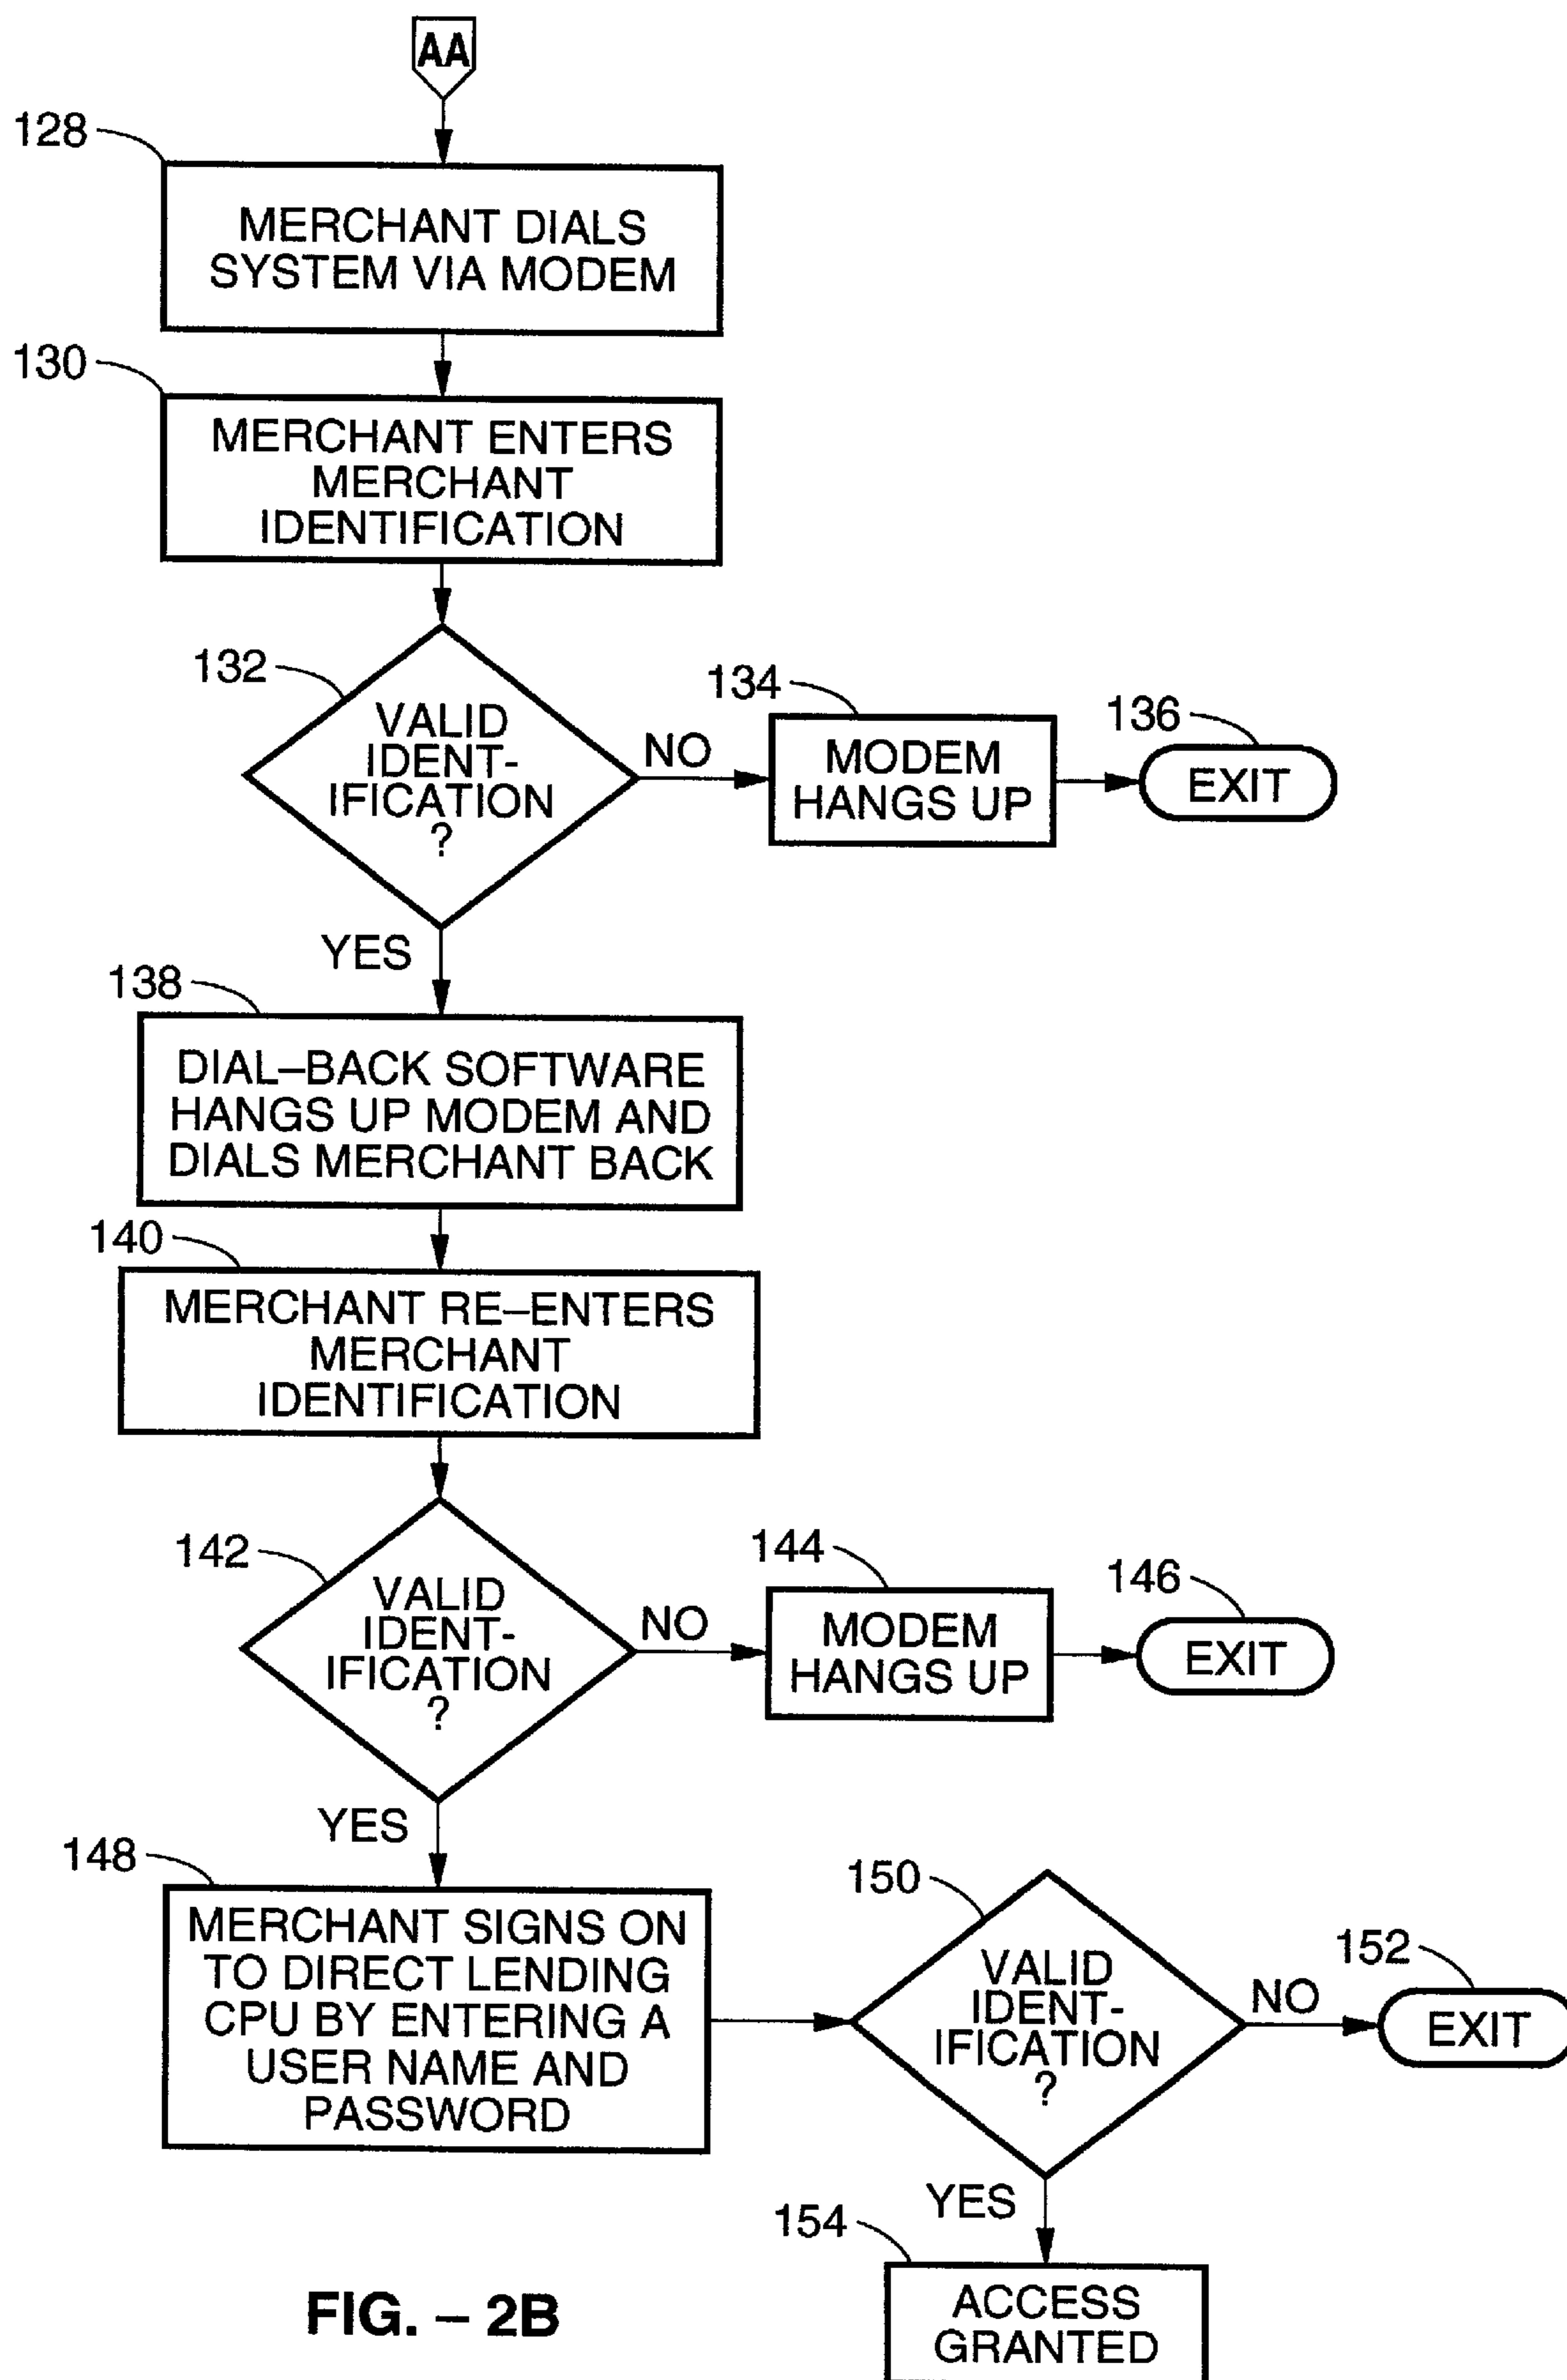 AA
128
MERCHANT DIALS
SYSTEM VIA MODEM
130
MERCHANT ENTERS
MERCHANT
IDENTIFICATION
132
VALID
IDENT-
IFICATION
?
NO
134
MODEM
HANGS UP
136
EXIT
YES
138
DIAL–BACK SOFTWARE
HANGS UP MODEM AND
DIALS MERCHANT BACK
140
MERCHANT RE–ENTERS
MERCHANT
IDENTIFICATION
142
VALID
IDENT-
IFICATION
?
NO
144
MODEM
HANGS UP
146
EXIT
YES
148
MERCHANT SIGNS ON
TO DIRECT LENDING
CPU BY ENTERING A
USER NAME AND
PASSWORD
150
VALID
IDENT-
IFICATION
?
NO
152
EXIT
YES
154
ACCESS
GRANTED
FIG. – 2B